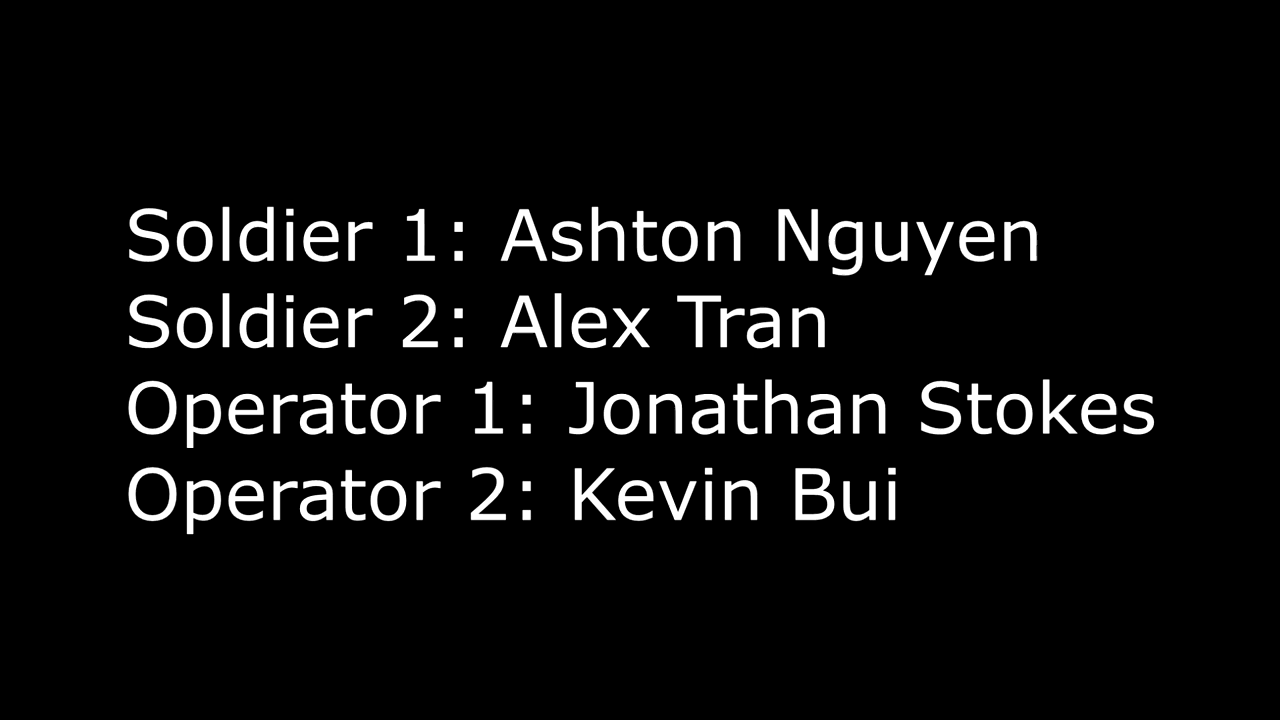 Soldier 1: Ashton Nguyen
Soldier 2: Alex Tran
Operator 1: Jonathan Stokes
Operator 2: Kevin Bui